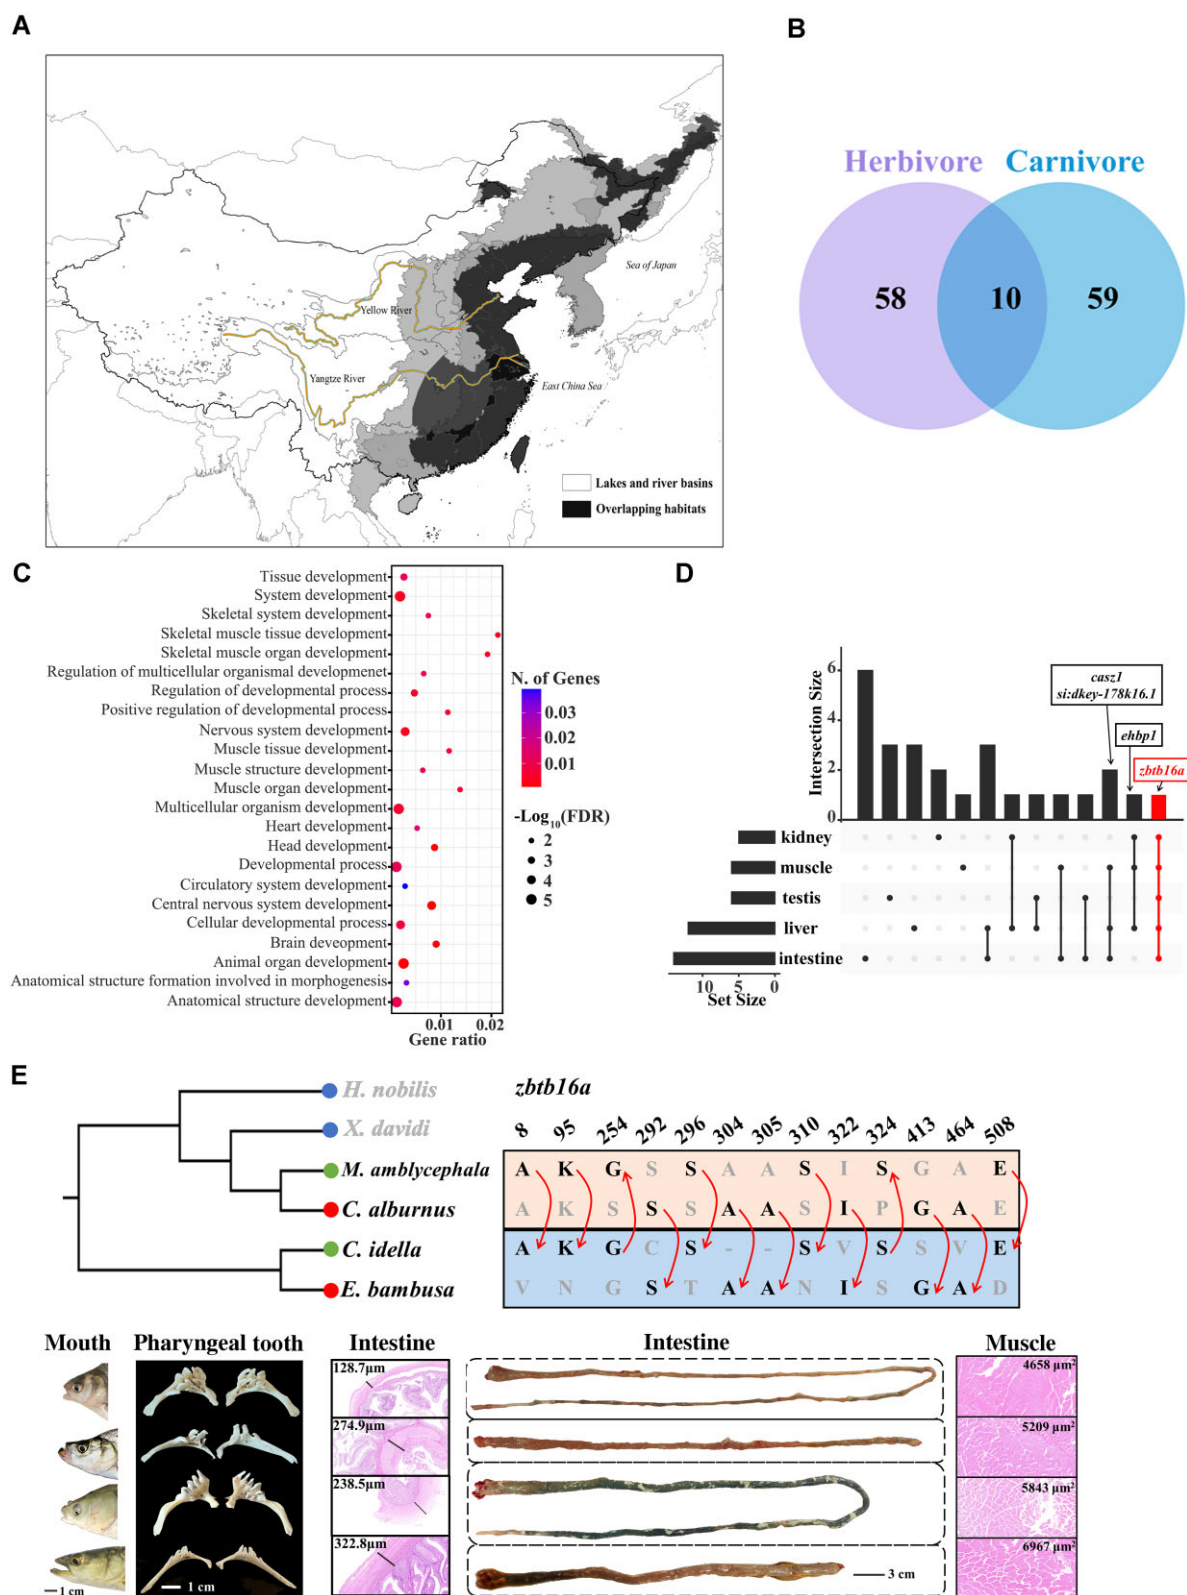 A
Yellow River
Yangtze River
Sea of Japan
East China Sea
Lakes and river basins
Overlapping habitats
B
Herbivore Carnivore
58 10 59
C
Tissue development
System development
Skeletal system development
Skeletal muscle tissue development
Skeletal muscle organ development
Regulation of multicellular organismal developmenet
Regulation of developmental process
Positive regulation of developmental process
Nervous system development
Muscle tissue development
Muscle structure development
Muscle organ development
Multicellular organism development
Heart development
Head development
Developmental process
Circulatory system development
Central nervous system development
Cellular developmental process
Brain deveopment
Animal organ development
Anatomical structure formation involved in morphogenesis
Anatomical structure development
0.01 0.02
Gene ratio
N. of Genes
0.03
0.02
0.01
-Log10(FDR)
2
3
4
5
D
Intersection Size
6
4
2
0
casz1
si:dkey-178k16.1
ehbp1
zbtb16a
kidney
muscle
testis
liver
intestine
10 5 0
Set Size
E
H. nobilis
X. davidi
M. amblycephala
C. alburnus
C. idella
E. bambusa
zbtb16a
8 95 254 292 296 304 305 310 322 324 413 464 508
A K G S S A A S I S G A E
A K S S S A A S I P G A E
A K G C S - - S V S S V E
V N G S T A A N I S G A D
Mouth Pharyngeal tooth Intestine Intestine Muscle
128.7µm
274.9µm
238.5µm
322.8µm
4658 µm²
5209 µm²
5843 µm²
6967 µm²
1 cm
1 cm
3 cm